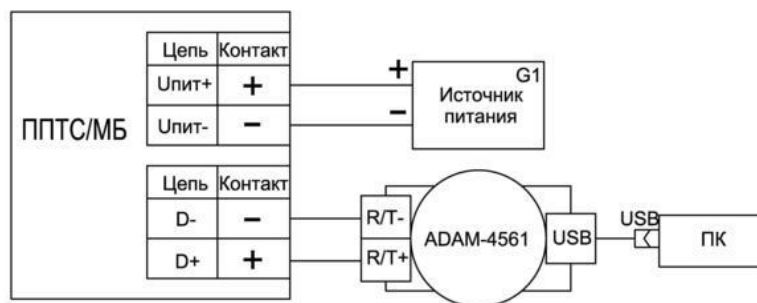 ППТС/МБ
Цепь Контакт
Uпит+ +
Uпит- −
Цепь Контакт
D- −
D+ +
+
−
G1
Источник
питания
R/T-
R/T+
ADAM-4561
USB
USB
ПК